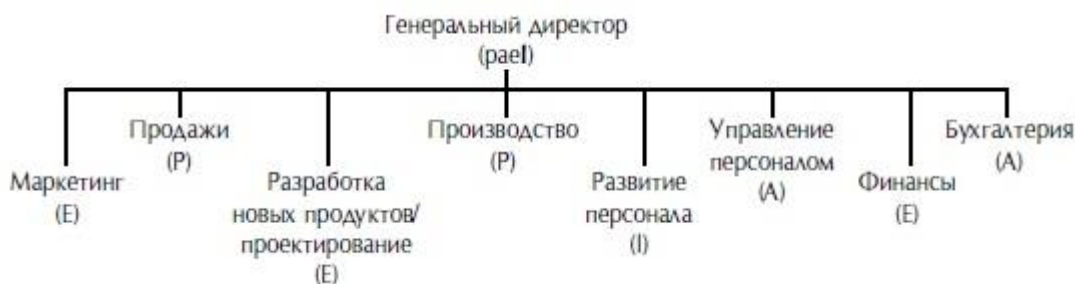 Генеральный директор
(paeI)
Маркетинг
(E)
Продажи
(P)
Разработка
новых продуктов/
проектирование
(E)
Производство
(P)
Развитие
персонала
(I)
Управление
персоналом
(A)
Финансы
(E)
Бухгалтерия
(A)